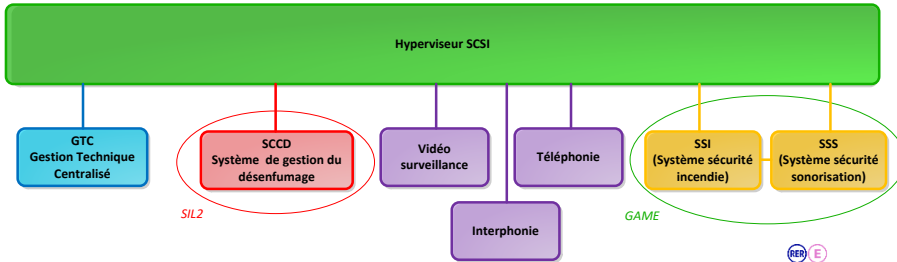 Hyperviseur SCSI
GTC
Gestion Technique
Centralisé
SCCD
Système de gestion du
désenfumage
Vidéo
surveillance
Téléphonie
SSI
(Système sécurité
incendie)
SSS
(Système sécurité
sonorisation)
SIL2
GAME
Interphonie
RER E